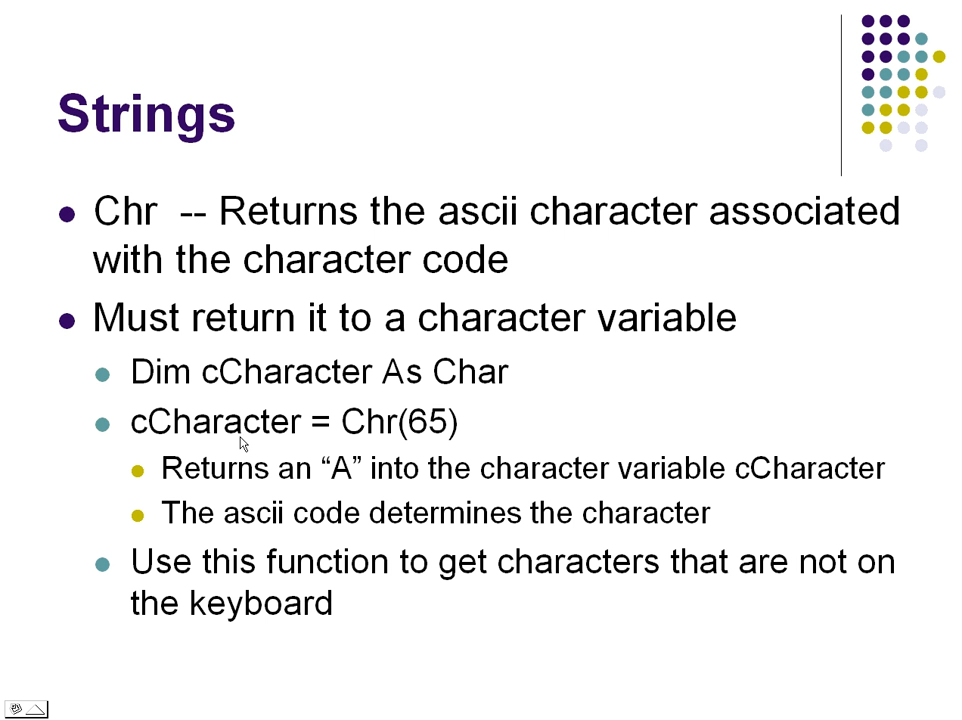 Strings
Chr -- Returns the ascii character associated
with the character code
Must return it to a character variable
Dim cCharacter As Char
cCharacter = Chr(65)
Returns an “A” into the character variable cCharacter
The ascii code determines the character
Use this function to get characters that are not on
the keyboard